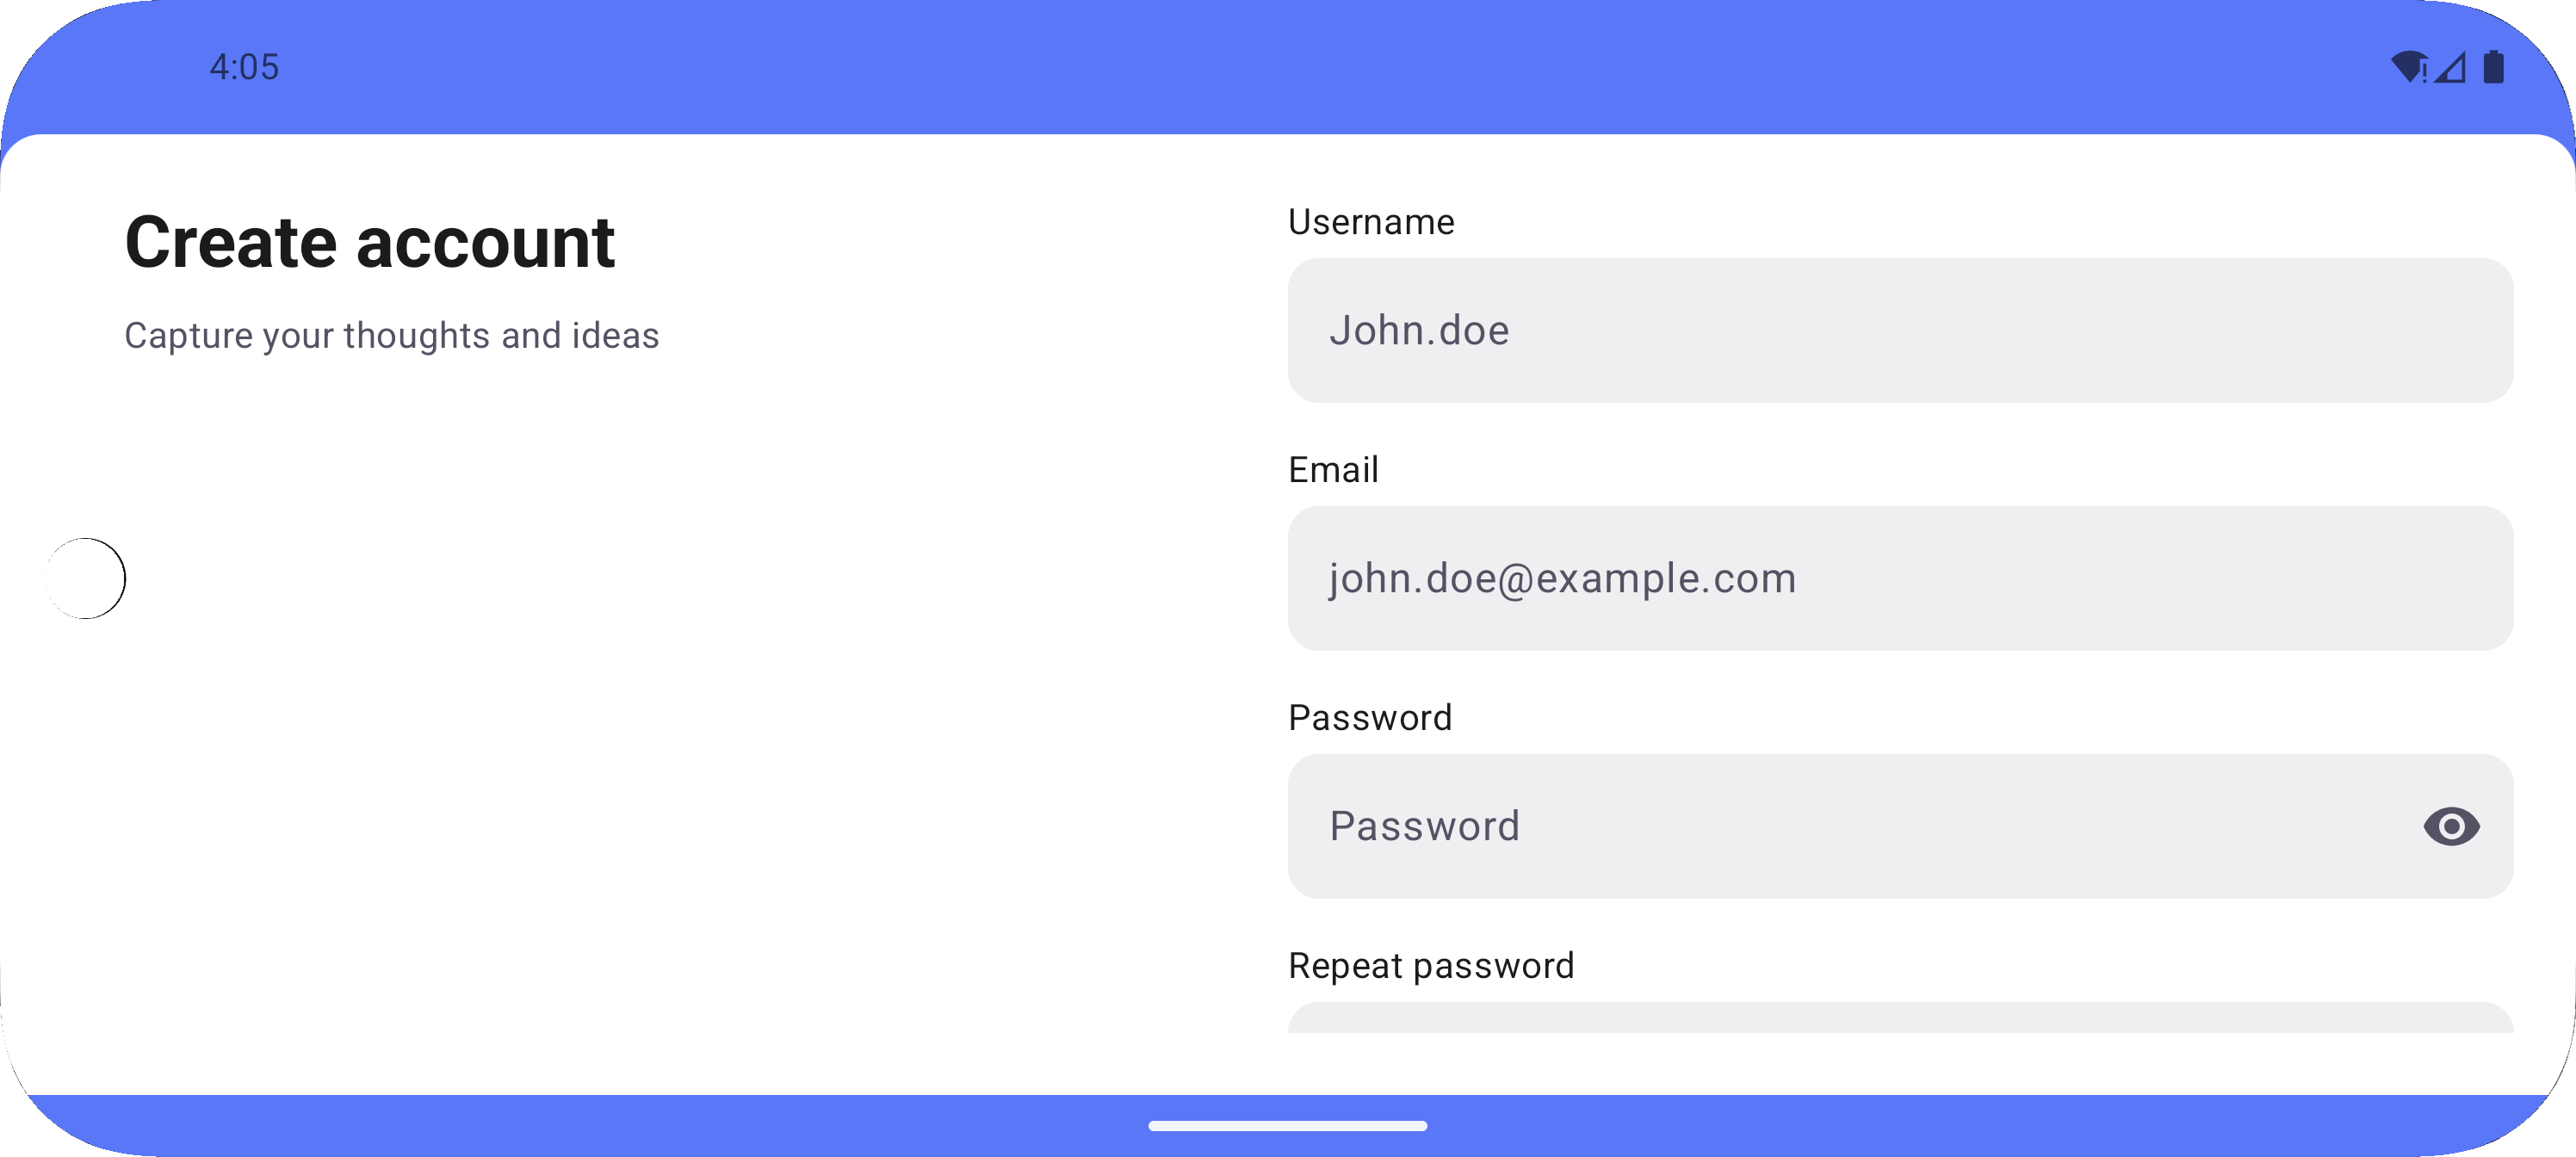 4:05
Create account
Capture your thoughts and ideas
Username
John.doe
Email
john.doe@example.com
Password
Password
Repeat password